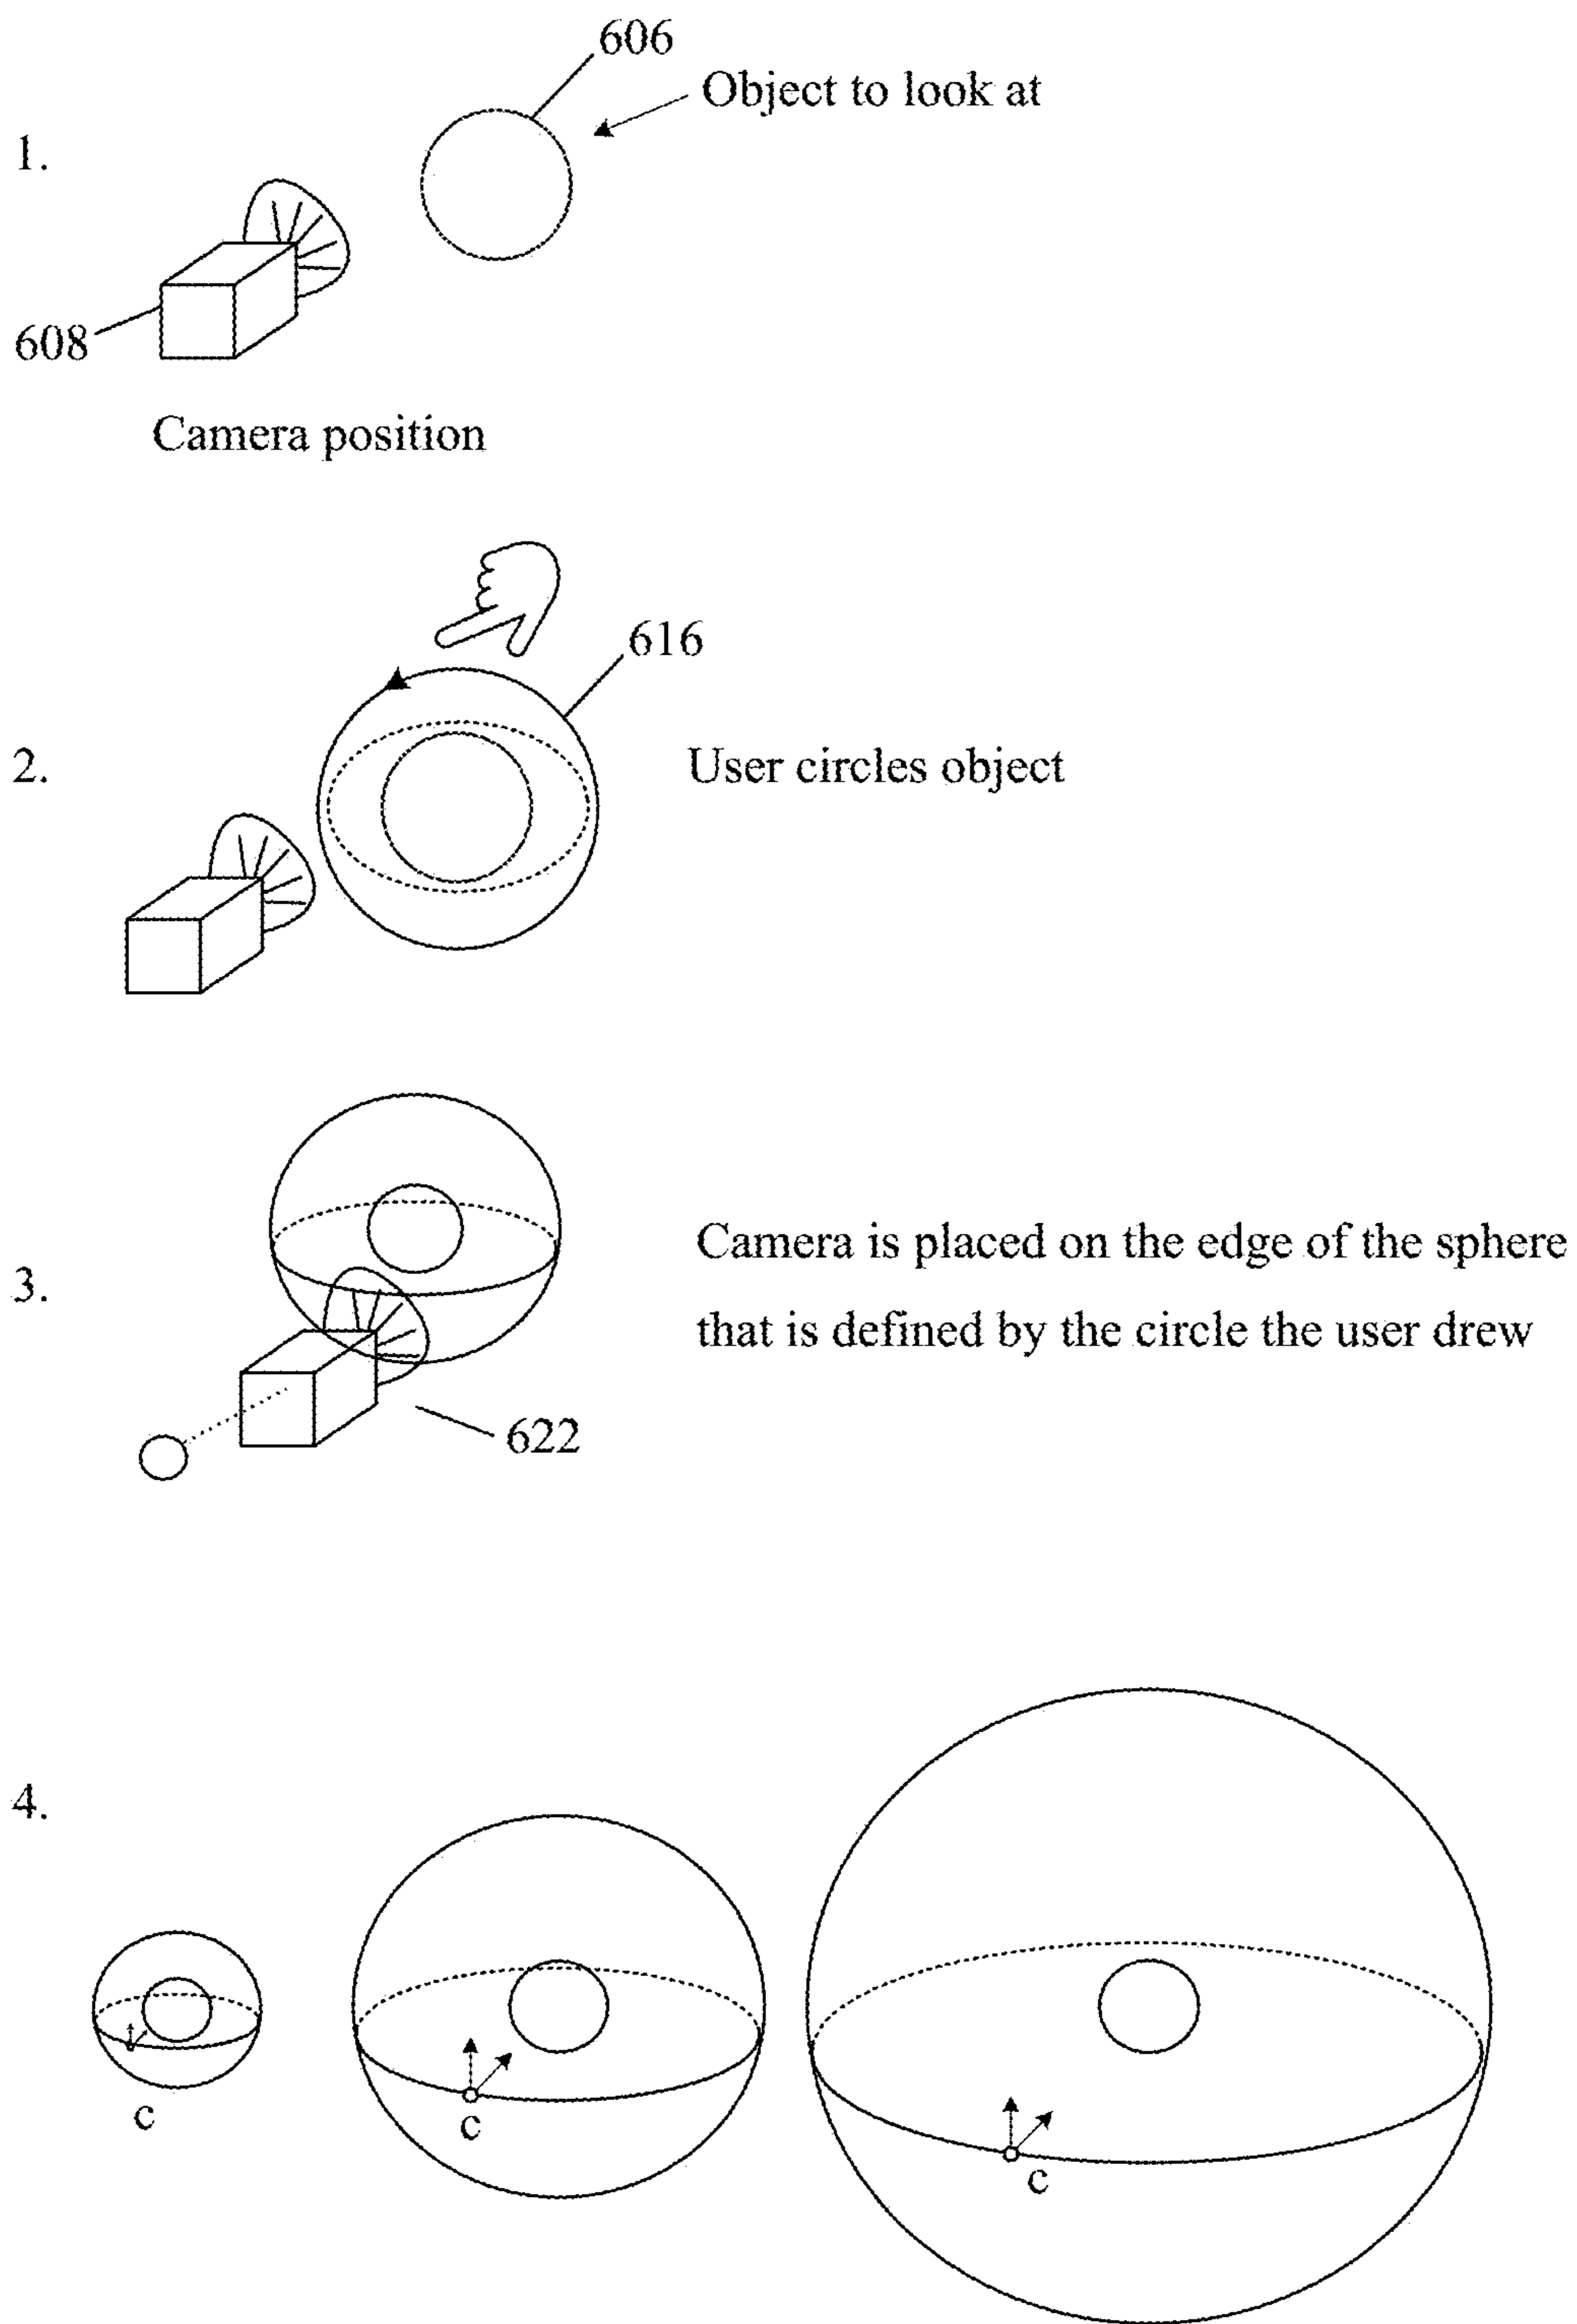 606
Object to look at
1.
608
Camera position
616
2.
User circles object
Camera is placed on the edge of the sphere
3.
that is defined by the circle the user drew
622
4.
c
c
c